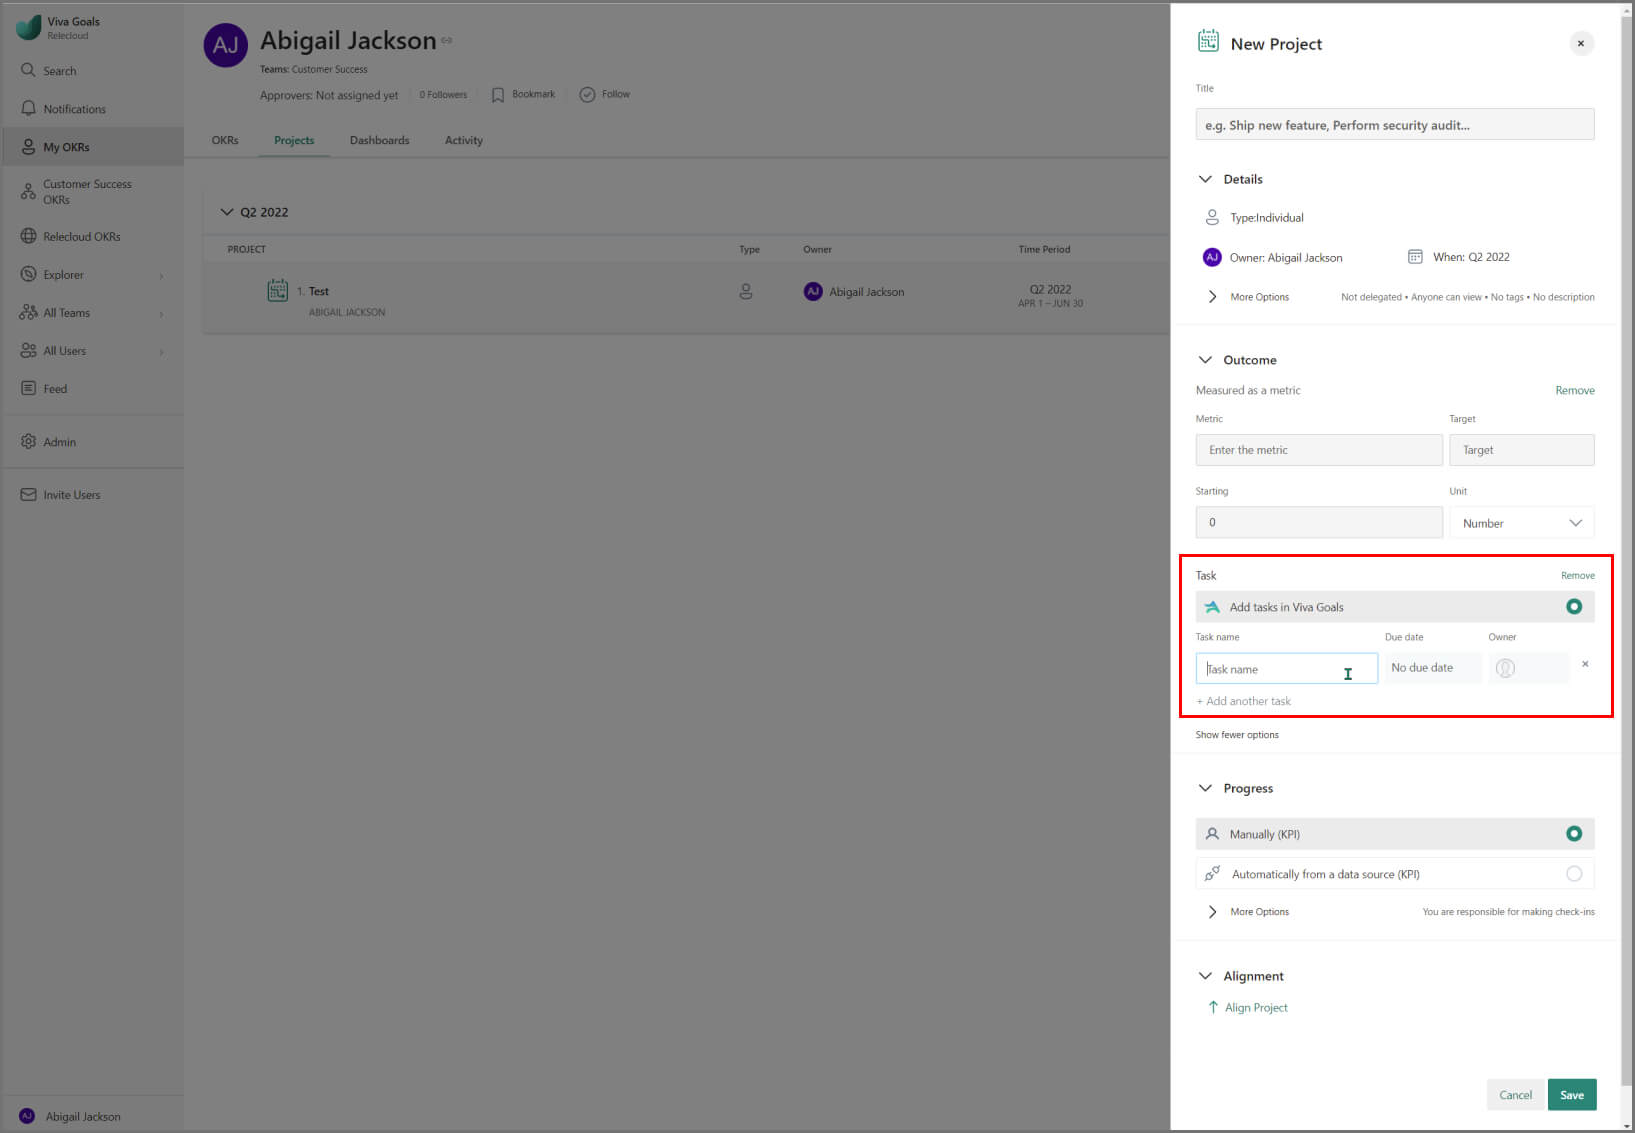 Viva Goals
Relecloud
Search
Notifications
My OKRs
Customer Success
OKRs
Relecloud OKRs
Explorer
All Teams
All Users
Feed
Admin
Invite Users
AJ Abigail Jackson
AJ
Abigail Jackson
Teams: Customer Success
Approvers: Not assigned yet 0 Followers Bookmark Follow
OKRs Projects Dashboards Activity
Q2 2022
PROJECT Type Owner Time Period
1. Test AJ Abigail Jackson Q2 2022
ABIGAIL JACKSON APR 1 – JUN 30
New Project
Title
e.g. Ship new feature, Perform security audit...
Details
Type:Individual
AJ Owner: Abigail Jackson When: Q2 2022
More Options Not delegated • Anyone can view • No tags • No description
Outcome
Measured as a metric Remove
Metric Target
Enter the metric Target
Starting Unit
0 Number
Task Remove
Add tasks in Viva Goals
Task name Due date Owner
Task name No due date
+ Add another task
Show fewer options
Progress
Manually (KPI)
Automatically from a data source (KPI)
More Options You are responsible for making check-ins
Alignment
Align Project
Cancel Save